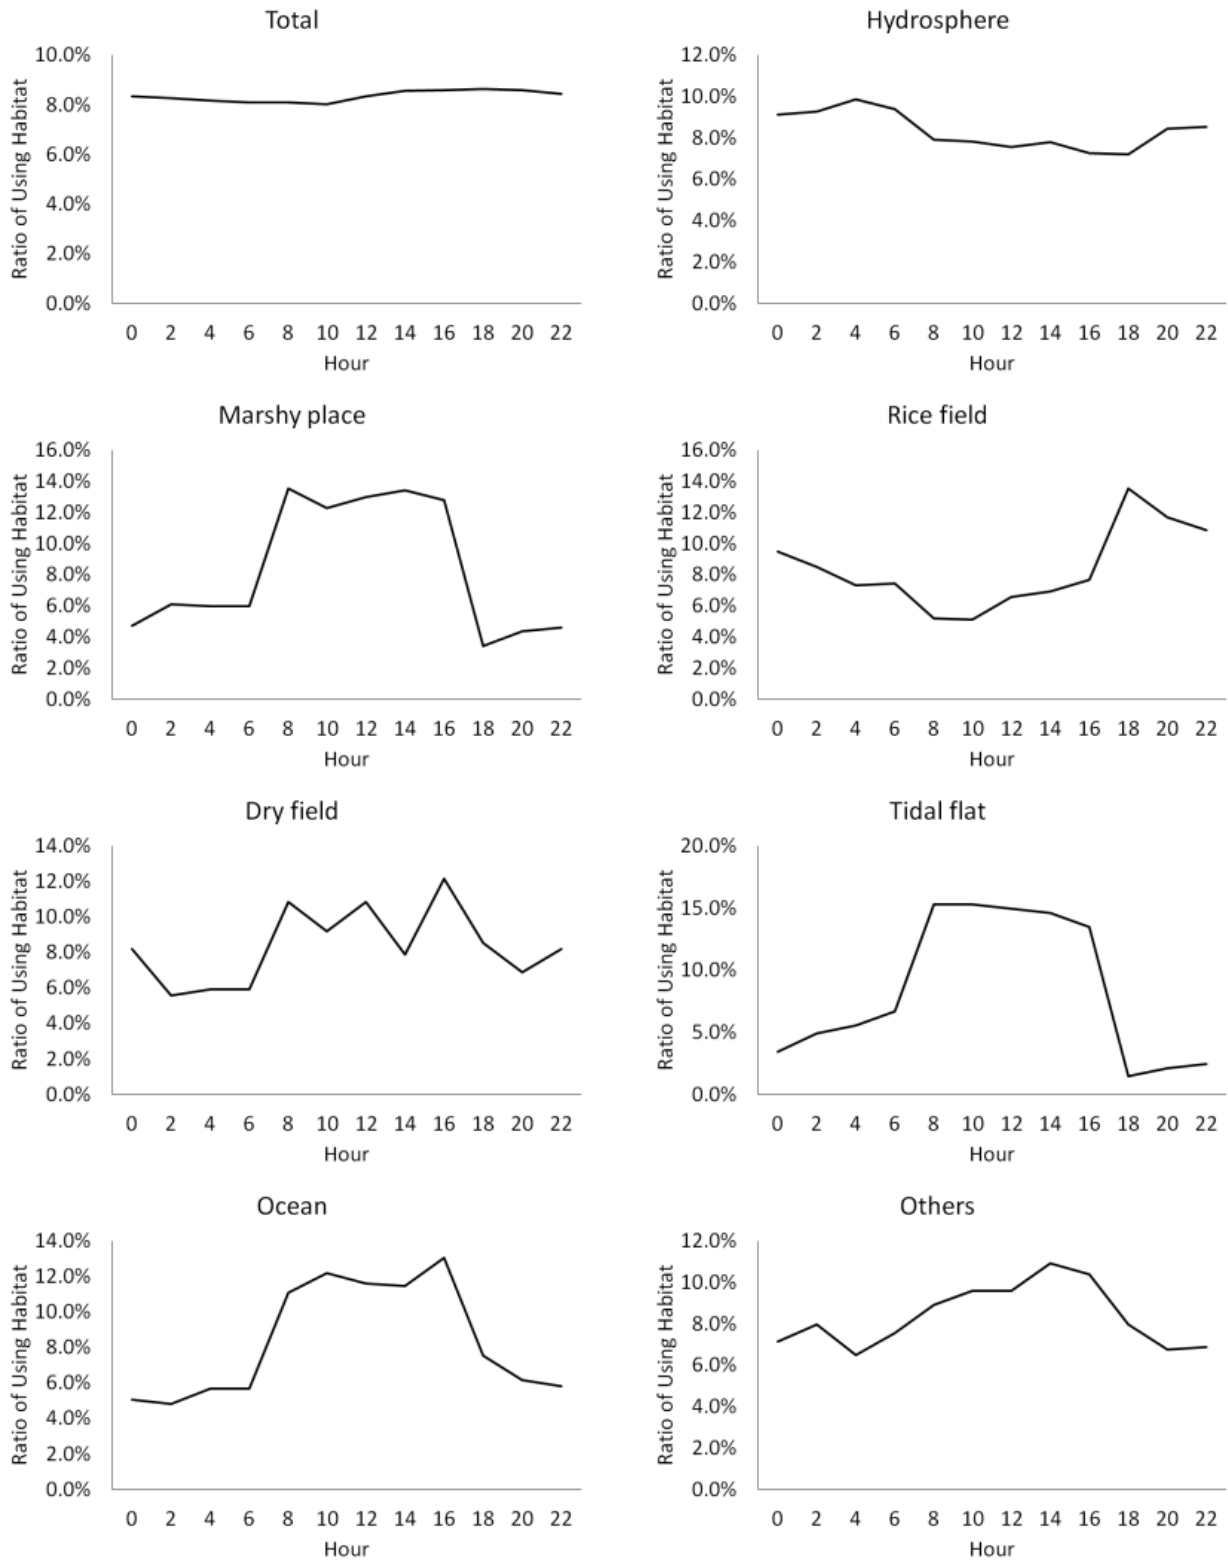 Total
Ratio of Using Habitat
10.0%
8.0%
6.0%
4.0%
2.0%
0.0%
0 2 4 6 8 10 12 14 16 18 20 22
Hour
Hydrosphere
Ratio of Using Habitat
12.0%
10.0%
8.0%
6.0%
4.0%
2.0%
0.0%
0 2 4 6 8 10 12 14 16 18 20 22
Hour
Marshy place
Ratio of Using Habitat
16.0%
14.0%
12.0%
10.0%
8.0%
6.0%
4.0%
2.0%
0.0%
0 2 4 6 8 10 12 14 16 18 20 22
Hour
Rice field
Ratio of Using Habitat
16.0%
14.0%
12.0%
10.0%
8.0%
6.0%
4.0%
2.0%
0.0%
0 2 4 6 8 10 12 14 16 18 20 22
Hour
Dry field
Ratio of Using Habitat
14.0%
12.0%
10.0%
8.0%
6.0%
4.0%
2.0%
0.0%
0 2 4 6 8 10 12 14 16 18 20 22
Hour
Tidal flat
Ratio of Using Habitat
20.0%
15.0%
10.0%
5.0%
0.0%
0 2 4 6 8 10 12 14 16 18 20 22
Hour
Ocean
Ratio of Using Habitat
14.0%
12.0%
10.0%
8.0%
6.0%
4.0%
2.0%
0.0%
0 2 4 6 8 10 12 14 16 18 20 22
Hour
Others
Ratio of Using Habitat
12.0%
10.0%
8.0%
6.0%
4.0%
2.0%
0.0%
0 2 4 6 8 10 12 14 16 18 20 22
Hour